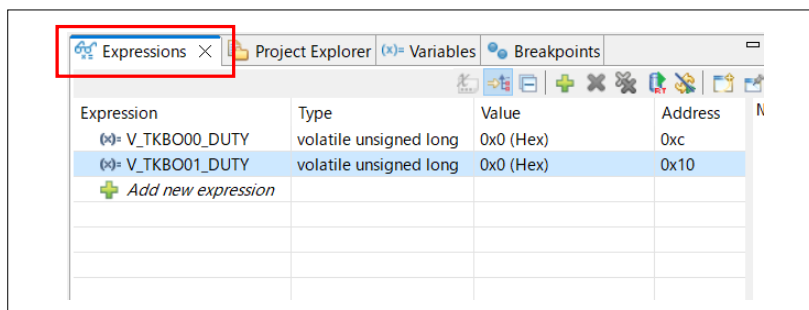 Expressions Project Explorer (x)= Variables Breakpoints
Expression Type Value Address
(x)= V_TKBO00_DUTY volatile unsigned long 0x0 (Hex) 0xc
(x)= V_TKBO01_DUTY volatile unsigned long 0x0 (Hex) 0x10
Add new expression